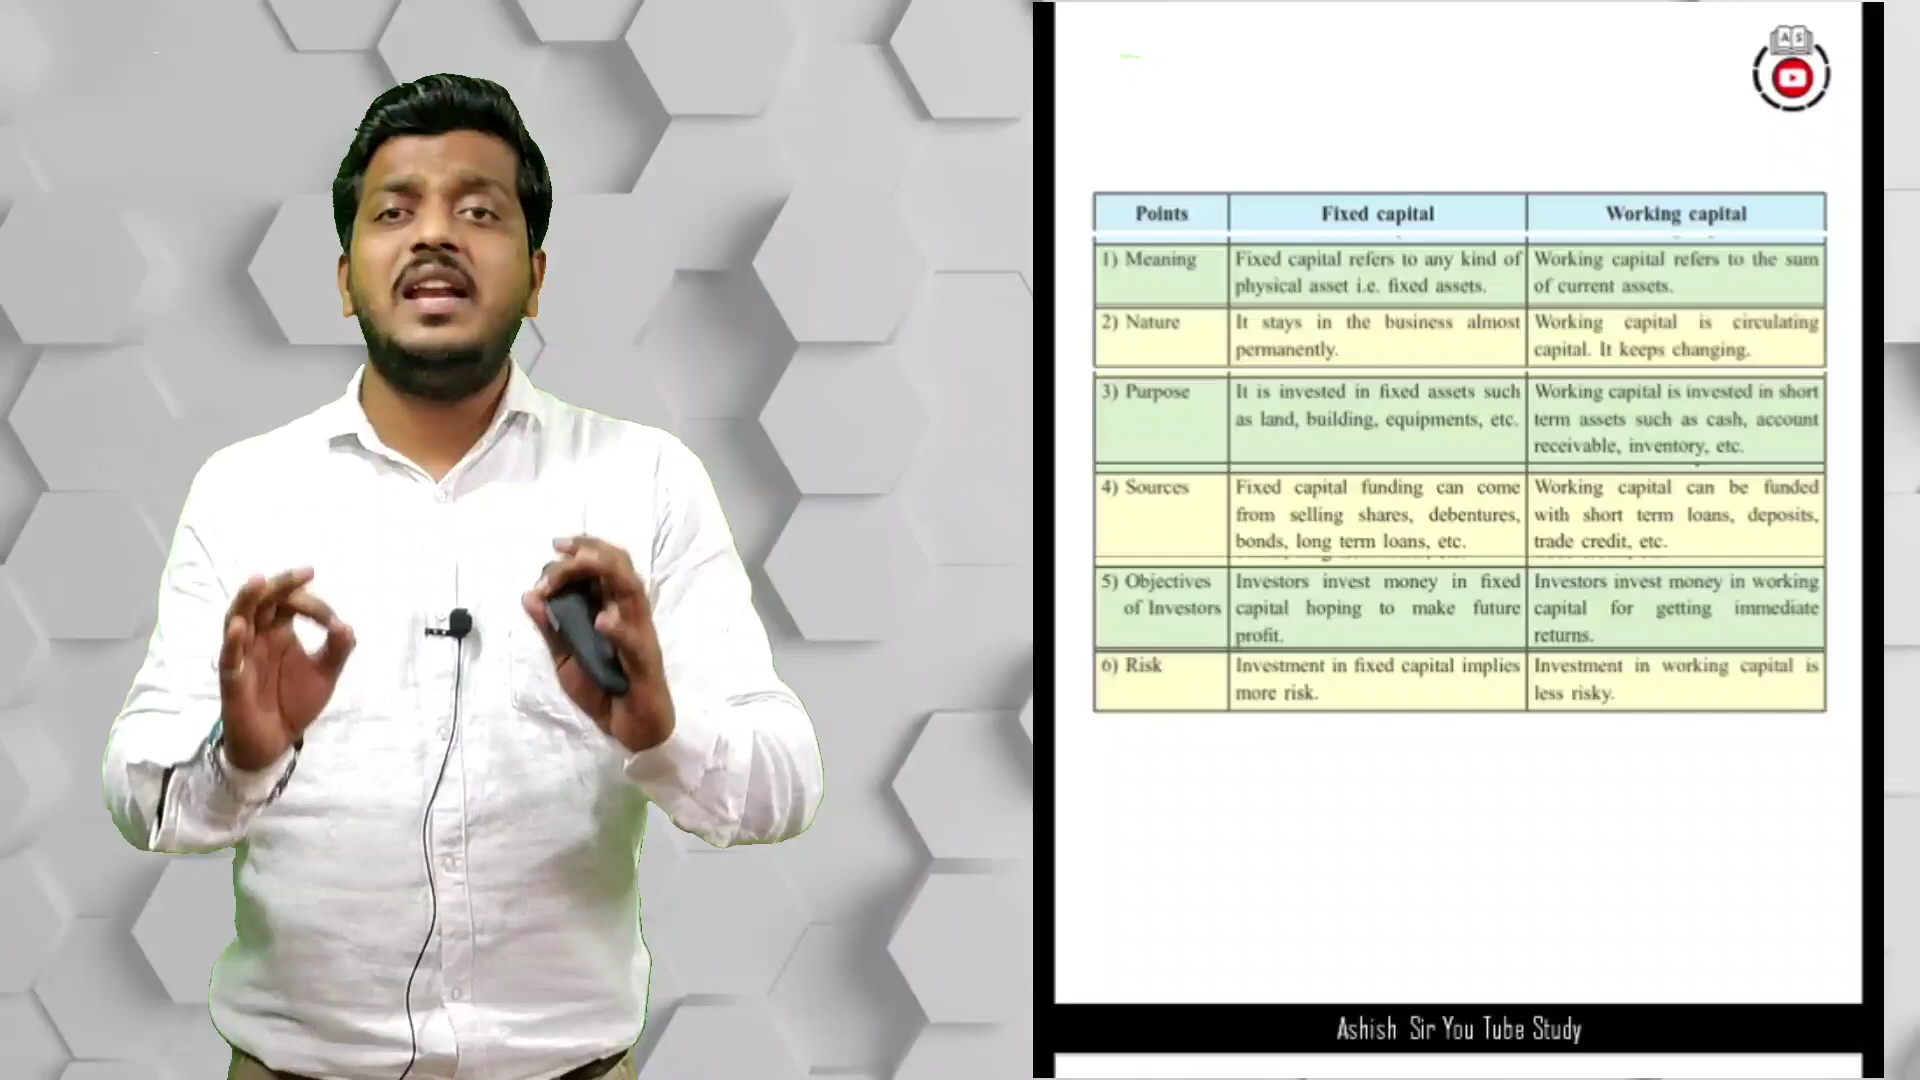 A S
Points Fixed capital Working capital
1) Meaning Fixed capital refers to any kind of Working capital refers to the sum
physical asset i.e. fixed assets. of current assets.
2) Nature It stays in the business almost Working capital is circulating
permanently. capital. It keeps changing.
3) Purpose It is invested in fixed assets such Working capital is invested in short
as land, building, equipments, etc. term assets such as cash, account
receivable, inventory, etc.
4) Sources Fixed capital funding can come Working capital can be funded
from selling shares, debentures, with short term loans, deposits,
bonds, long term loans, etc. trade credit, etc.
5) Objectives Investors invest money in fixed Investors invest money in working
of Investors capital hoping to make future capital for getting immediate
profit. returns.
6) Risk Investment in fixed capital implies Investment in working capital is
more risk. less risky.
Ashish Sir You Tube Study